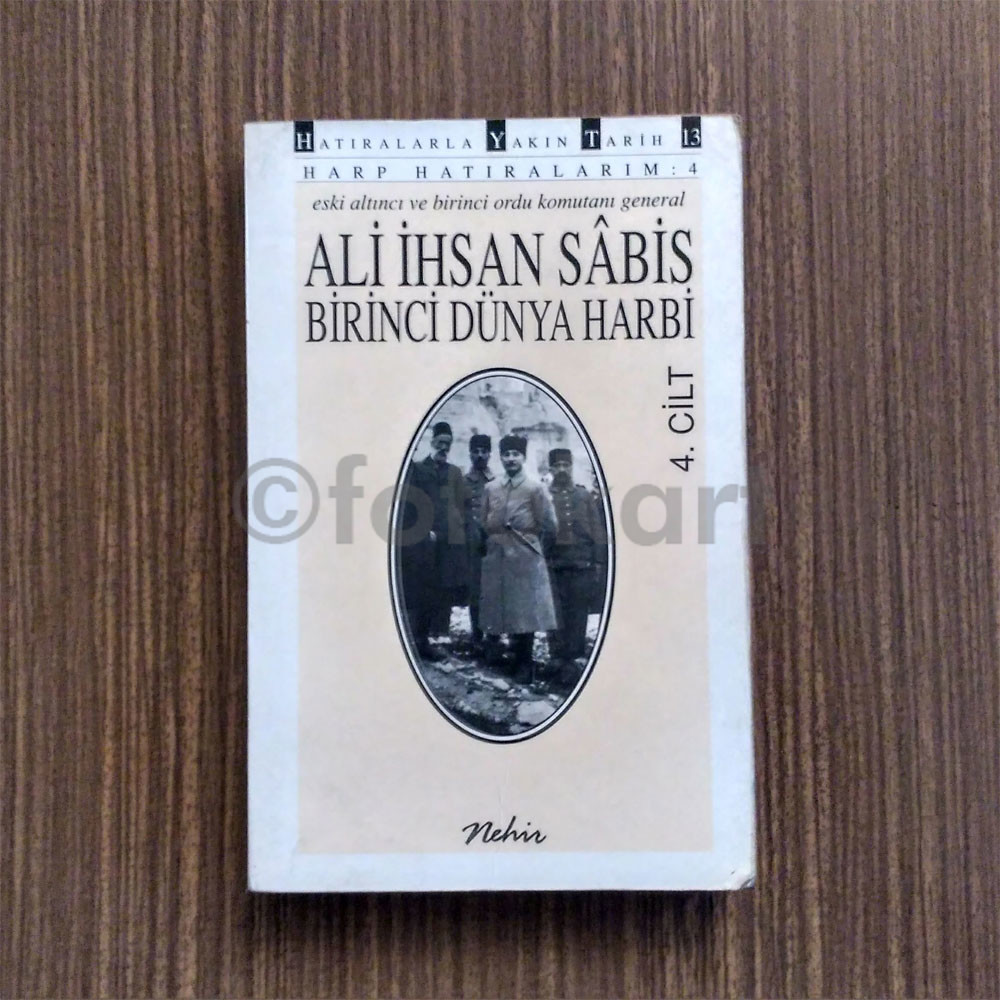 HATIRALARLA YAKIN TARİH 13
HARP HATIRALARIM: 4
eski altıncı ve birinci ordu komutanı general
ALİ İHSAN SÂBİS
BİRİNCİ DÜNYA HARBİ
4. CİLT
Nehir